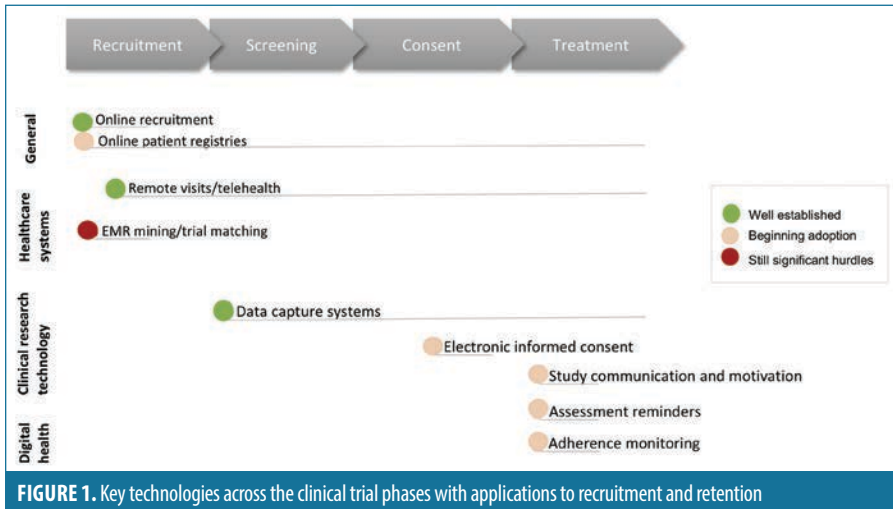 Recruitment
Screening
Consent
Treatment
General
Online recruitment
Online patient registries
Healthcare
systems
Remote visits/telehealth
EMR mining/trial matching
Well established
Beginning adoption
Still significant hurdles
Clinical research
technology
Data capture systems
Electronic informed consent
Study communication and motivation
Digital
health
Assessment reminders
Adherence monitoring
FIGURE 1. Key technologies across the clinical trial phases with applications to recruitment and retention